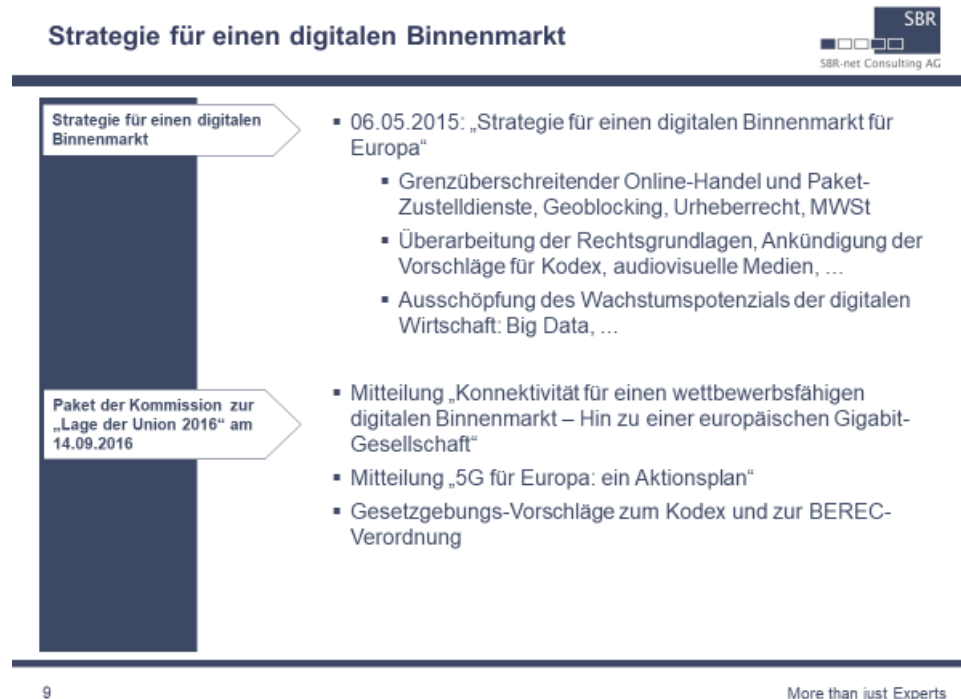 Strategie für einen digitalen Binnenmarkt
SBR
SBR-net Consulting AG
Strategie für einen digitalen
Binnenmarkt
▪ 06.05.2015: „Strategie für einen digitalen Binnenmarkt für
Europa“
▪ Grenzüberschreitender Online-Handel und Paket-
Zustelldienste, Geoblocking, Urheberrecht, MWSt
▪ Überarbeitung der Rechtsgrundlagen, Ankündigung der
Vorschläge für Kodex, audiovisuelle Medien, ...
▪ Ausschöpfung des Wachstumspotenzials der digitalen
Wirtschaft: Big Data, ...
Paket der Kommission zur
„Lage der Union 2016“ am
14.09.2016
▪ Mitteilung „Konnektivität für einen wettbewerbsfähigen
digitalen Binnenmarkt – Hin zu einer europäischen Gigabit-
Gesellschaft“
▪ Mitteilung „5G für Europa: ein Aktionsplan“
▪ Gesetzgebungs-Vorschläge zum Kodex und zur BEREC-
Verordnung
9
More than just Experts